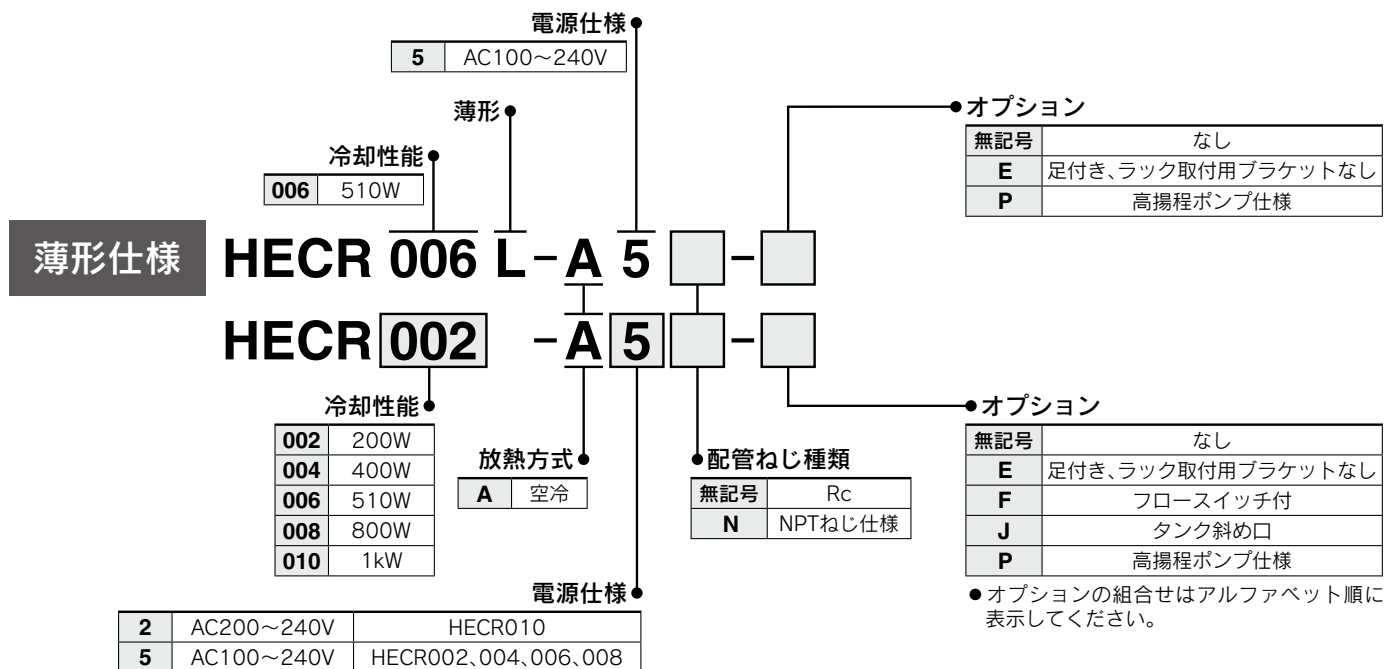 電源仕様
5 AC100～240V
薄形
冷却性能
006 510W
オプション
無記号 なし
E 足付き、ラック取付用ブラケットなし
P 高揚程ポンプ仕様
薄形仕様 HECR 006 L － A 5 □ － □
HECR 002 － A 5 □ － □
冷却性能
002 200W
004 400W
006 510W
008 800W
010 1kW
放熱方式
A 空冷
配管ねじ種類
無記号 Rc
N NPTねじ仕様
オプション
無記号 なし
E 足付き、ラック取付用ブラケットなし
F フロースイッチ付
J タンク斜め口
P 高揚程ポンプ仕様
●オプションの組合せはアルファベット順に
表示してください。
電源仕様
2 AC200～240V HECR010
5 AC100～240V HECR002、004、006、008